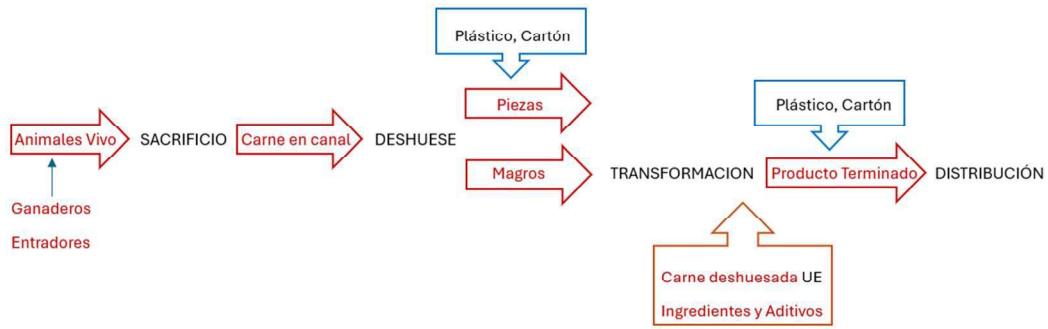 Plástico, Cartón
Piezas
Plástico, Cartón
Animales Vivo
SACRIFICIO
Carne en canal
DESHUESE
Magros
TRANSFORMACION
Producto Terminado
DISTRIBUCIÓN
Ganaderos
Entradores
Carne deshuesada UE
Ingredientes y Aditivos